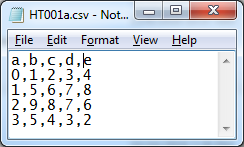 HT001a.csv - Not...
File Edit Format View Help
a,b,c,d,e
0,1,2,3,4
1,5,6,7,8
2,9,8,7,6
3,5,4,3,2